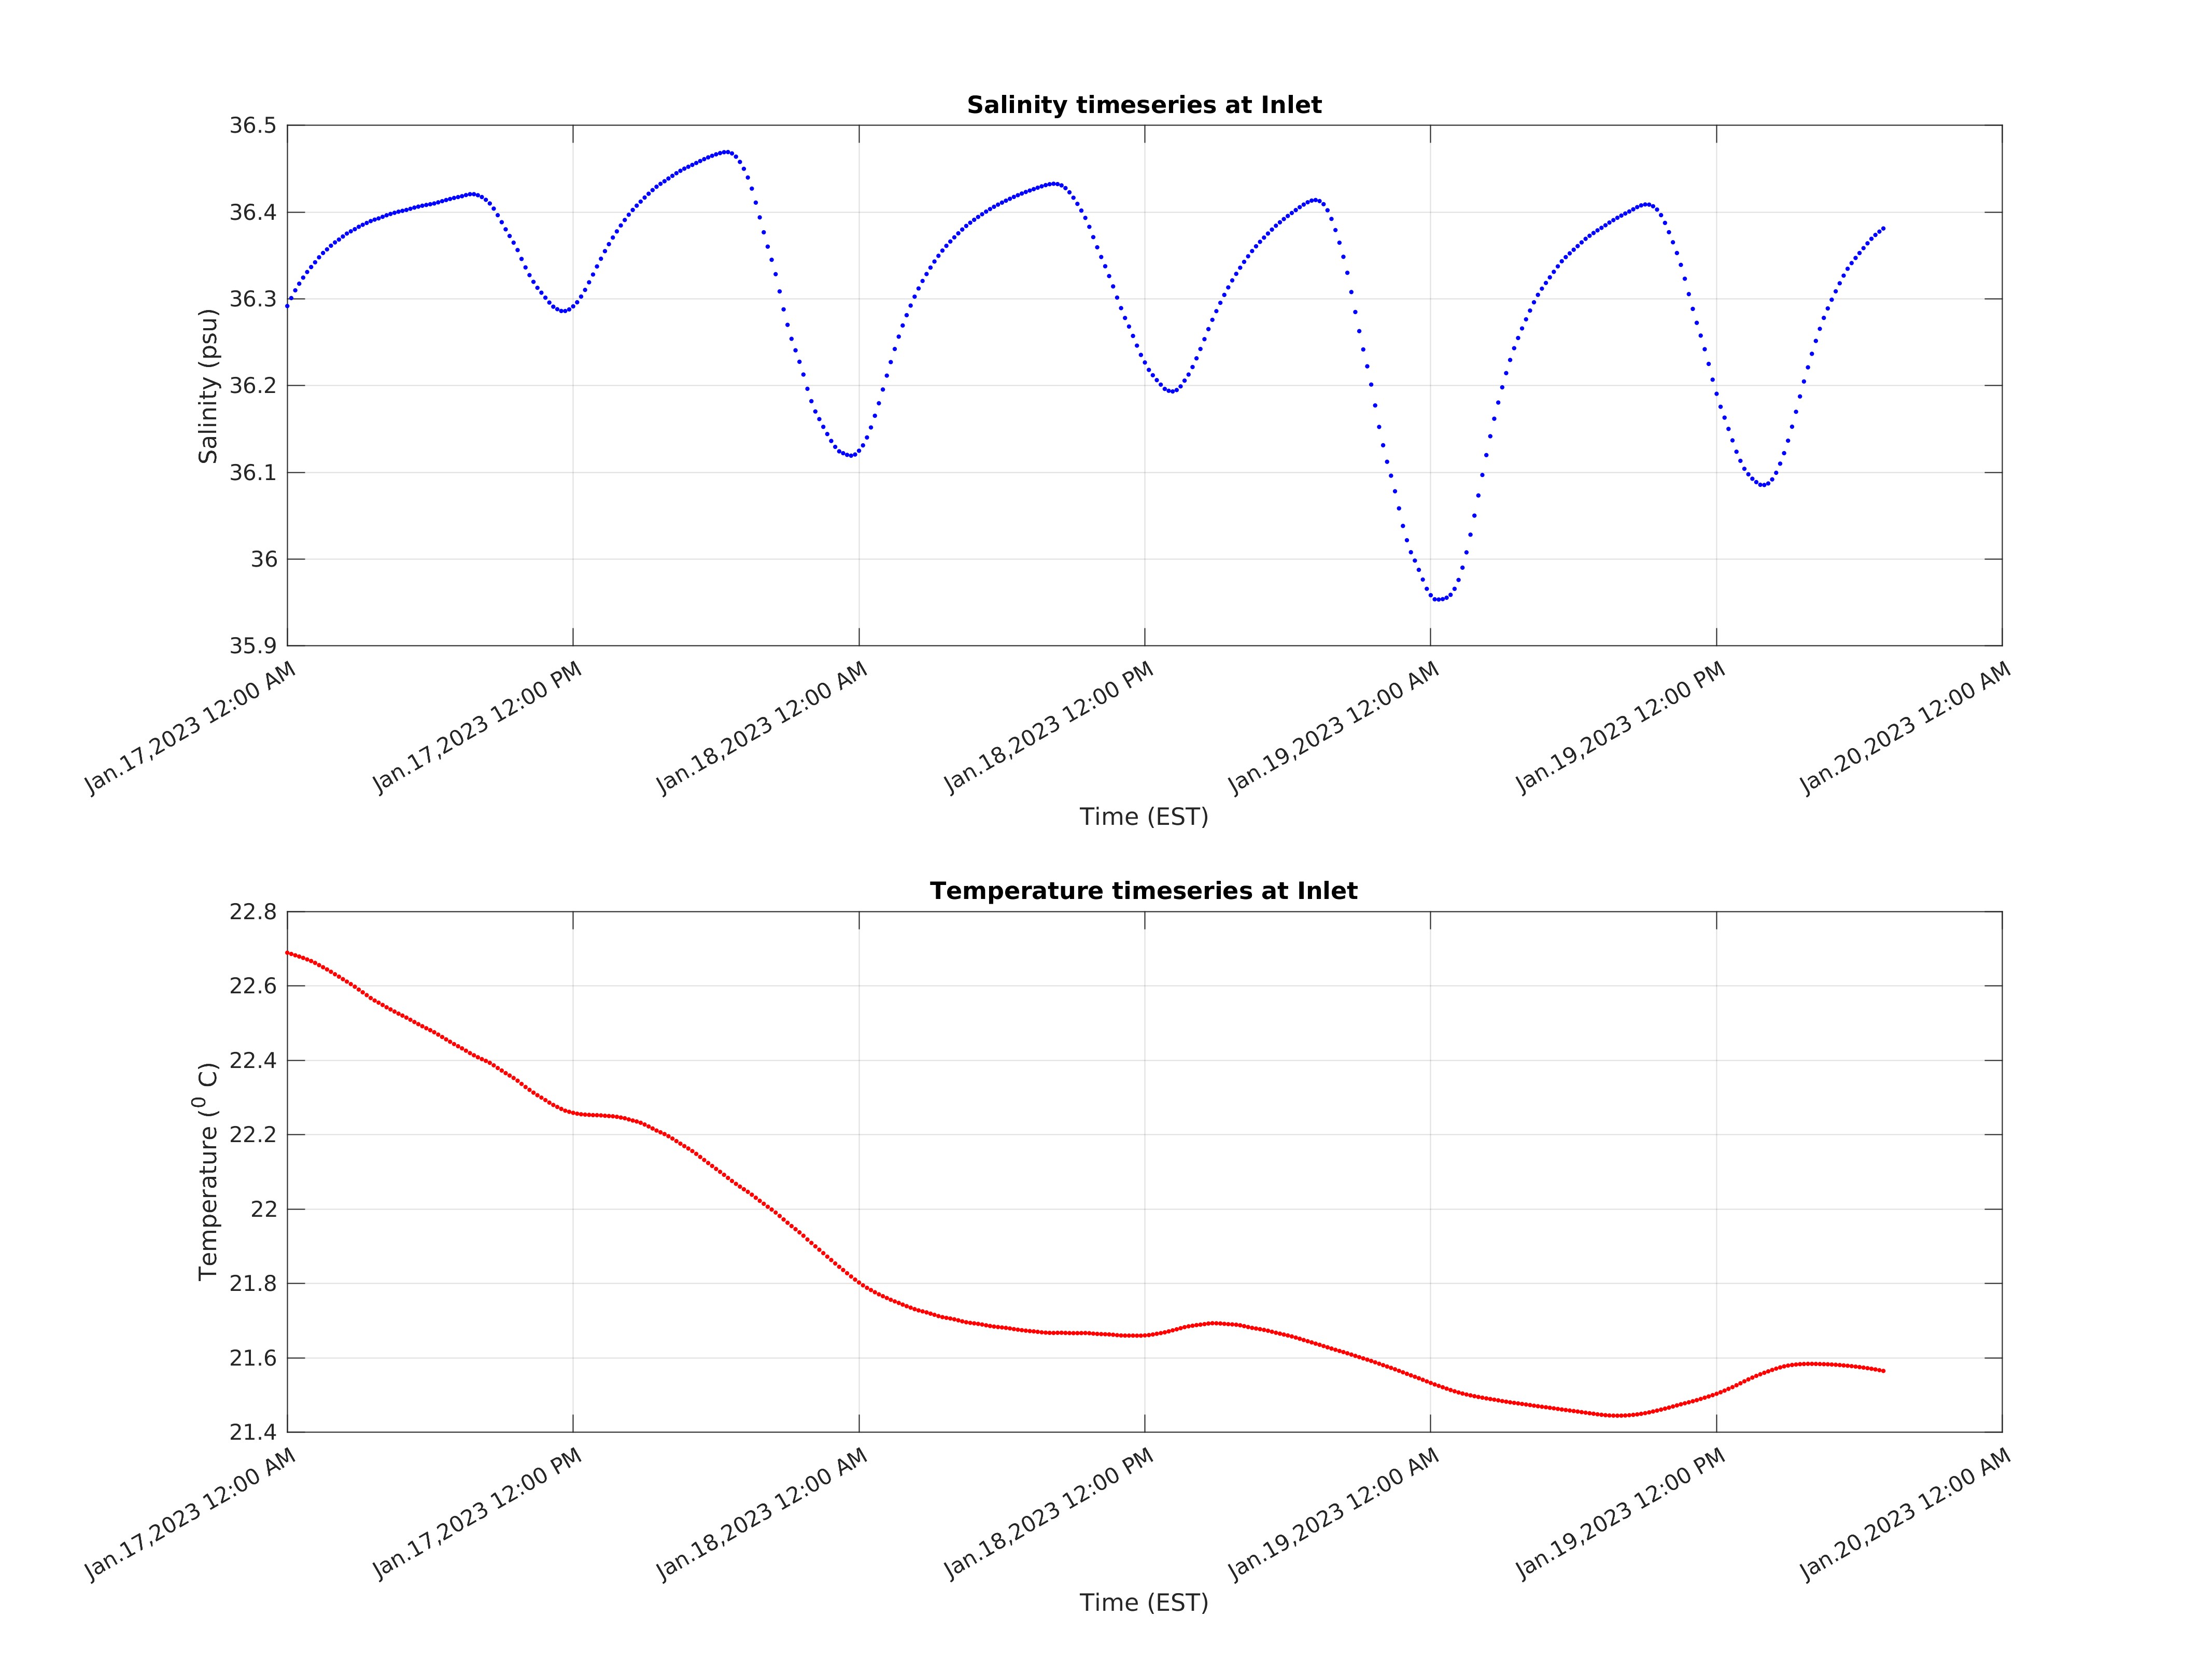 Salinity timeseries at Inlet
36.5
36.4
36.3
36.2
36.1
36
35.9
Salinity (psu)
Jan.17,2023 12:00 AM
Jan.17,2023 12:00 PM
Jan.18,2023 12:00 AM
Jan.18,2023 12:00 PM
Jan.19,2023 12:00 AM
Jan.19,2023 12:00 PM
Jan.20,2023 12:00 AM
Time (EST)
Temperature timeseries at Inlet
22.8
22.6
22.4
22.2
22
21.8
21.6
21.4
Temperature (⁰ C)
Jan.17,2023 12:00 AM
Jan.17,2023 12:00 PM
Jan.18,2023 12:00 AM
Jan.18,2023 12:00 PM
Jan.19,2023 12:00 AM
Jan.19,2023 12:00 PM
Jan.20,2023 12:00 AM
Time (EST)